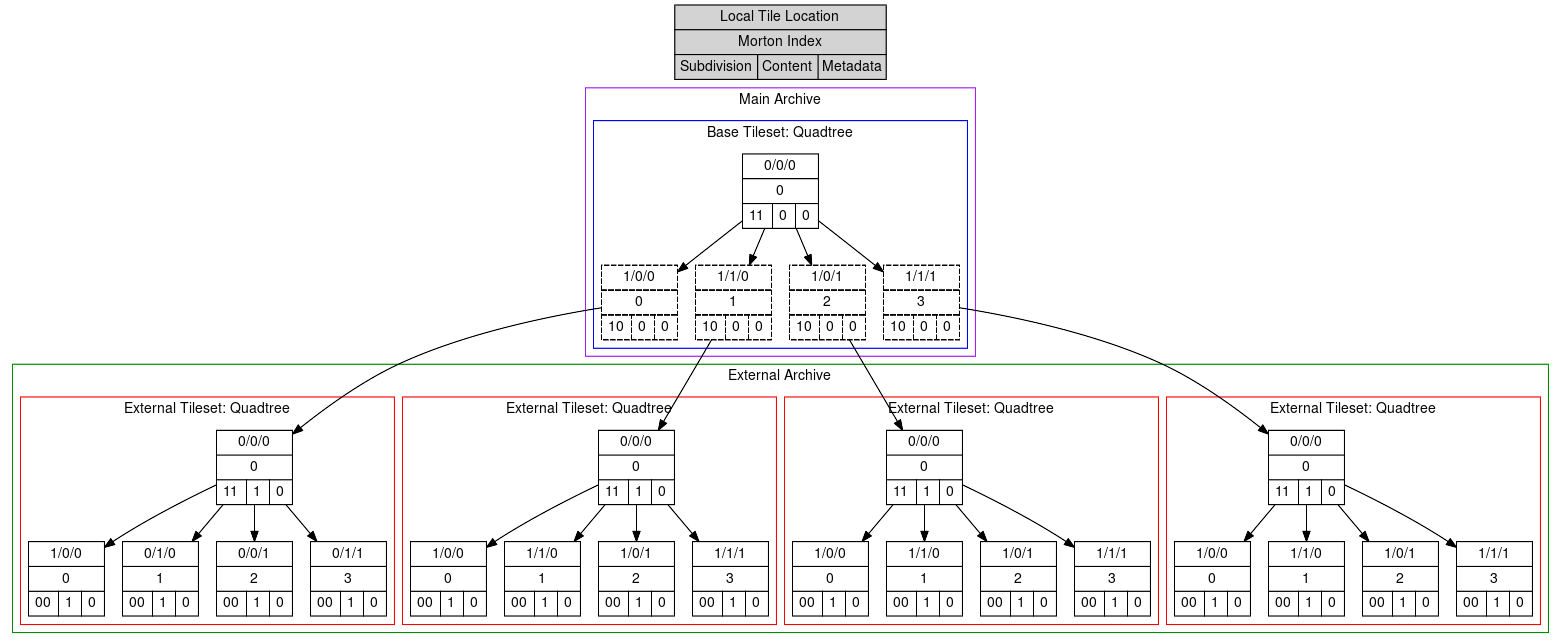 Local Tile Location
Morton Index
Subdivision Content Metadata
Main Archive
Base Tileset: Quadtree
0/0/0
0
11 0 0
1/0/0 1/1/0 1/0/1 1/1/1
0 1 2 3
10 0 0 10 0 0 10 0 0 10 0 0
External Archive
External Tileset: Quadtree External Tileset: Quadtree External Tileset: Quadtree External Tileset: Quadtree
0/0/0 0/0/0 0/0/0 0/0/0
0 0 0 0
11 1 0 11 1 0 11 1 0 11 1 0
1/0/0 0/1/0 0/0/1 0/1/1 1/0/0 1/1/0 1/0/1 1/1/1 1/0/0 1/1/0 1/0/1 1/1/1 1/0/0 1/1/0 1/0/1 1/1/1
0 1 2 3 0 1 2 3 0 1 2 3 0 1 2 3
00 1 0 00 1 0 00 1 0 00 1 0 00 1 0 00 1 0 00 1 0 00 1 0 00 1 0 00 1 0 00 1 0 00 1 0 00 1 0 00 1 0 00 1 0 00 1 0